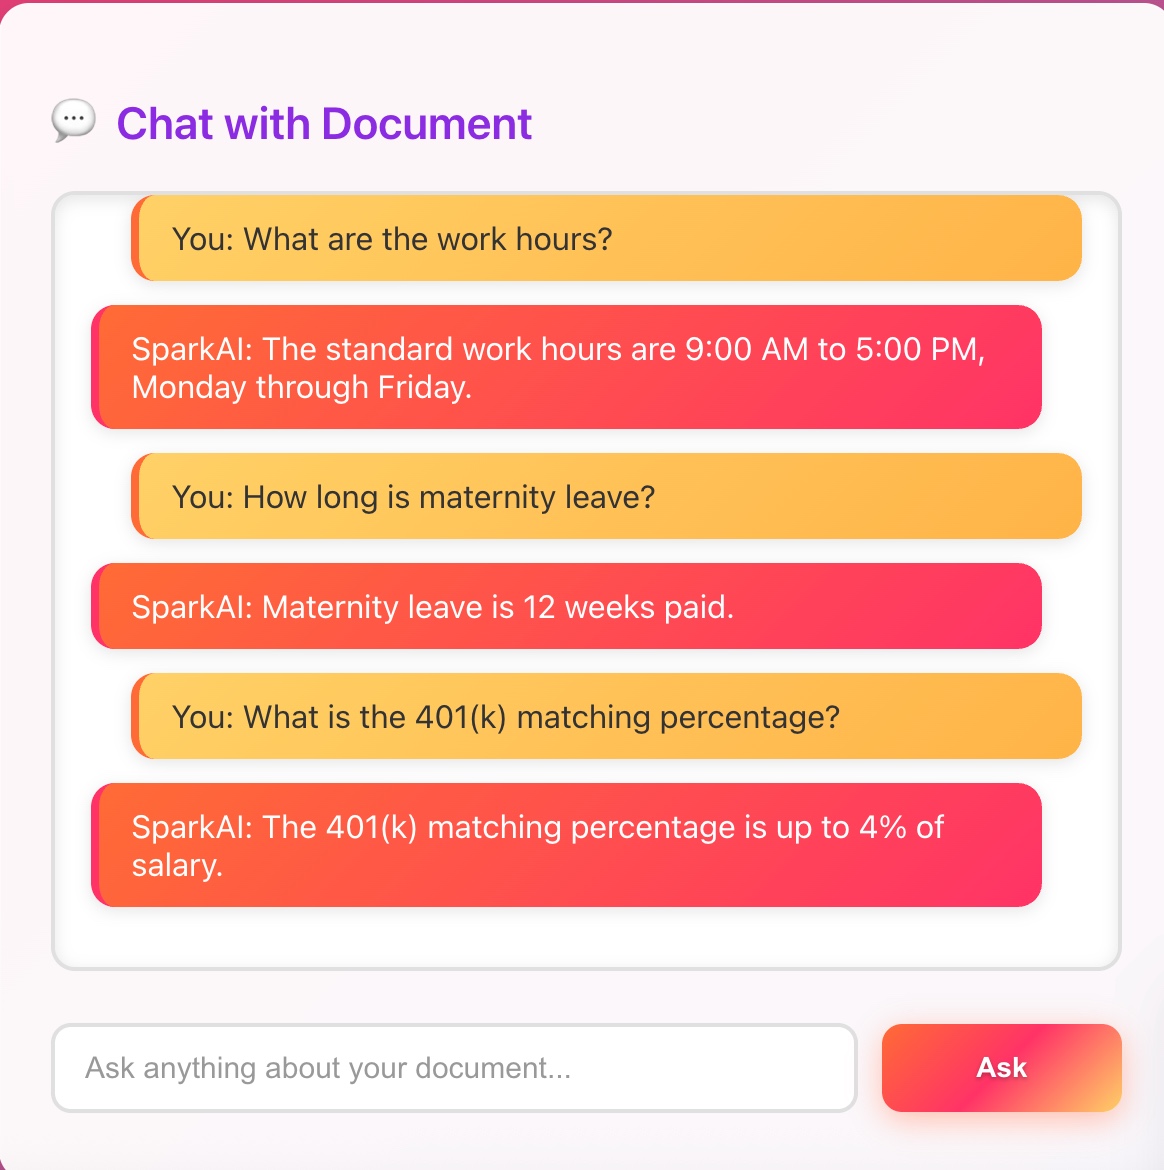 Chat with Document
You: What are the work hours?
SparkAI: The standard work hours are 9:00 AM to 5:00 PM,
Monday through Friday.
You: How long is maternity leave?
SparkAI: Maternity leave is 12 weeks paid.
You: What is the 401(k) matching percentage?
SparkAI: The 401(k) matching percentage is up to 4% of
salary.
Ask anything about your document...
Ask